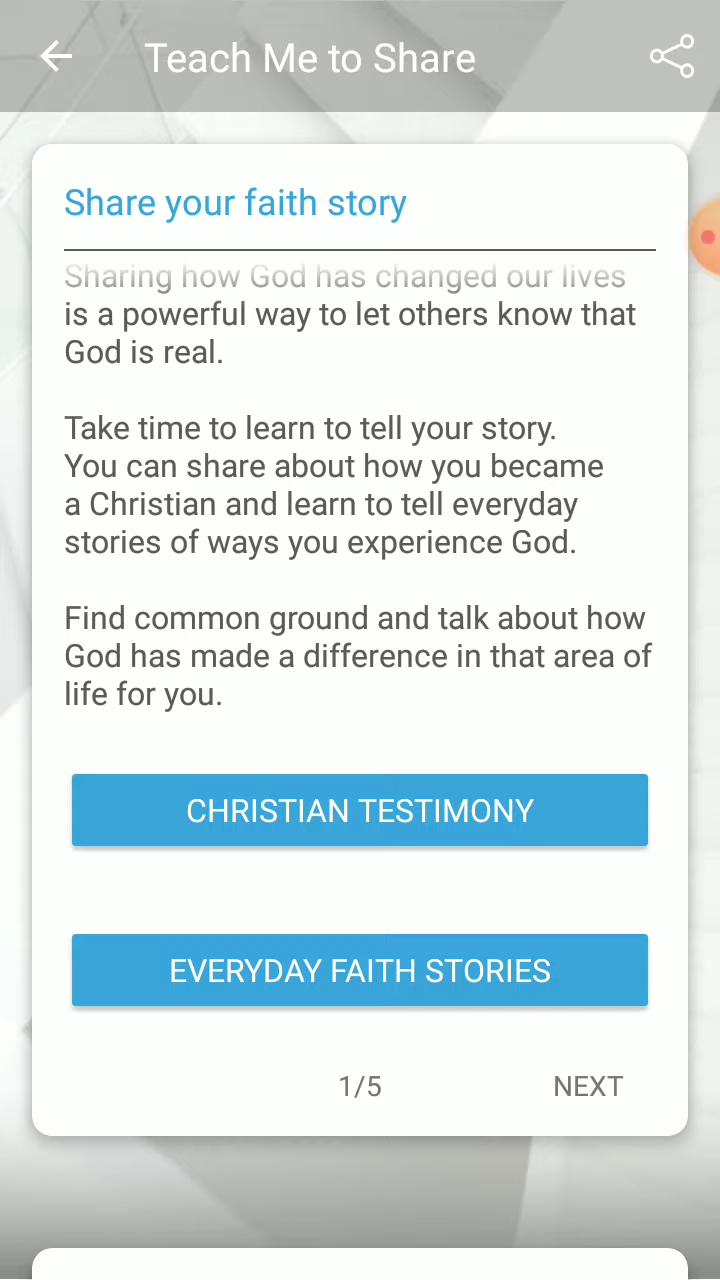 Teach Me to Share
Share your faith story
Sharing how God has changed our lives
is a powerful way to let others know that
God is real.
Take time to learn to tell your story.
You can share about how you became
a Christian and learn to tell everyday
stories of ways you experience God.
Find common ground and talk about how
God has made a difference in that area of
life for you.
CHRISTIAN TESTIMONY
EVERYDAY FAITH STORIES
1/5 NEXT